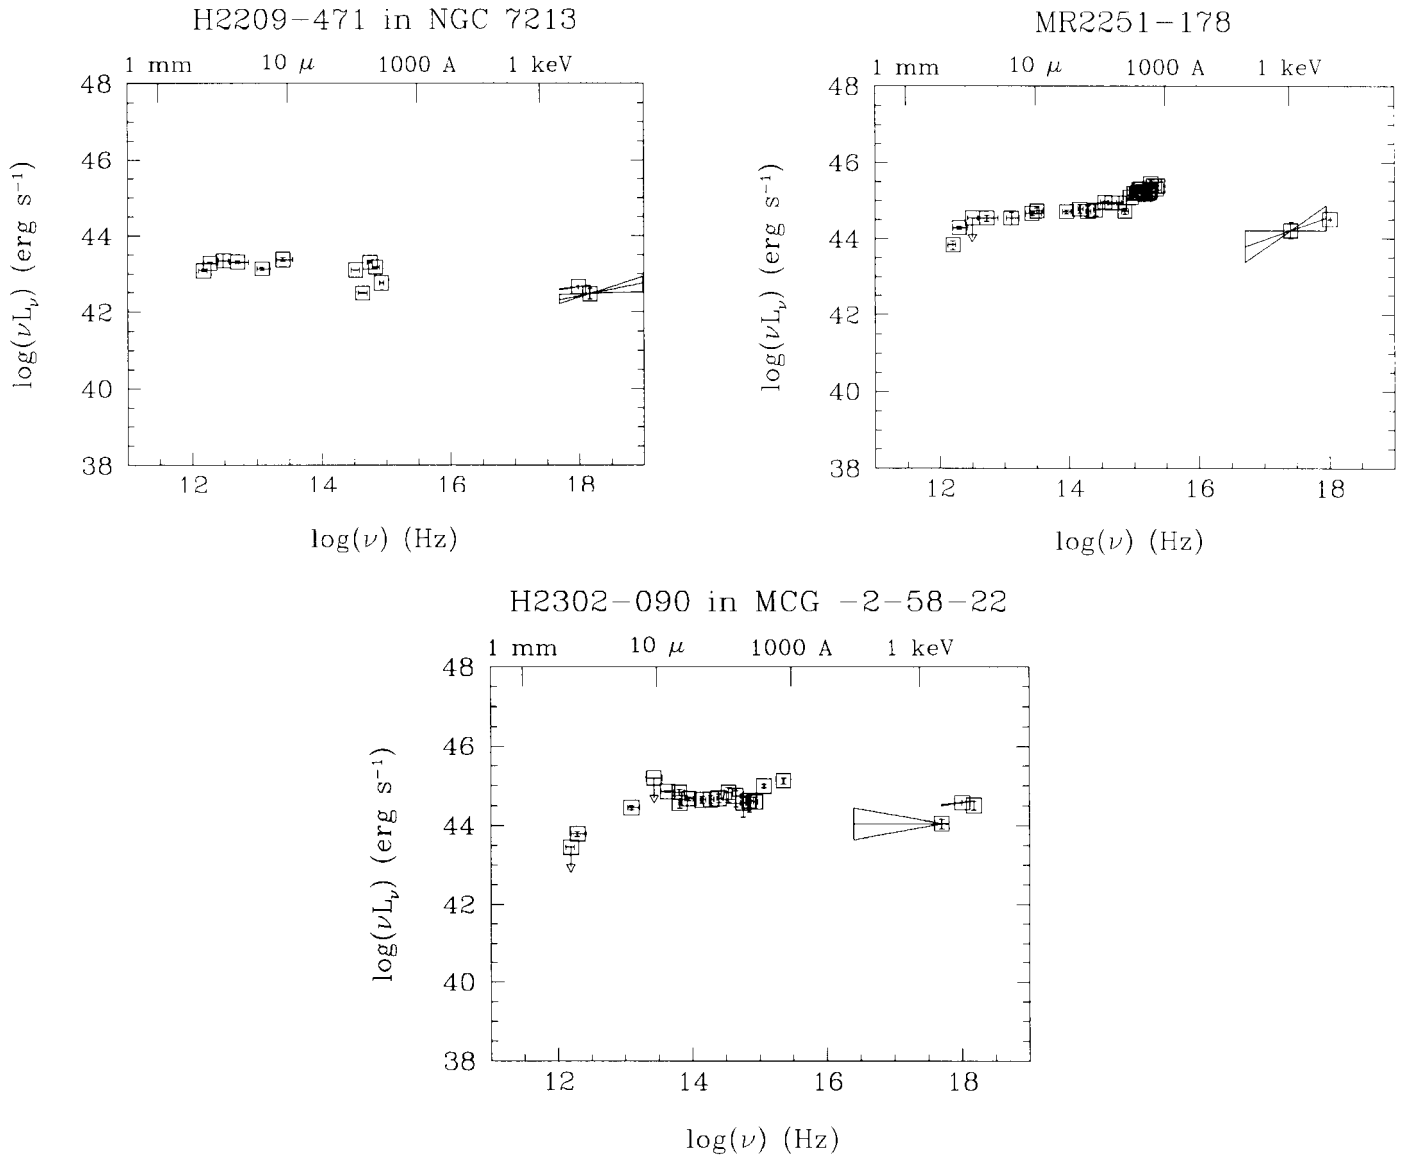 H2209-471 in NGC 7213
1 mm 10 μ 1000 A 1 keV
48
46
44
42
40
38
log(νLν) (erg s⁻¹)
12 14 16 18
log(ν) (Hz)
MR2251-178
1 mm 10 μ 1000 A 1 keV
48
46
44
42
40
38
log(νLν) (erg s⁻¹)
12 14 16 18
log(ν) (Hz)
H2302-090 in MCG -2-58-22
1 mm 10 μ 1000 A 1 keV
48
46
44
42
40
38
log(νLν) (erg s⁻¹)
12 14 16 18
log(ν) (Hz)